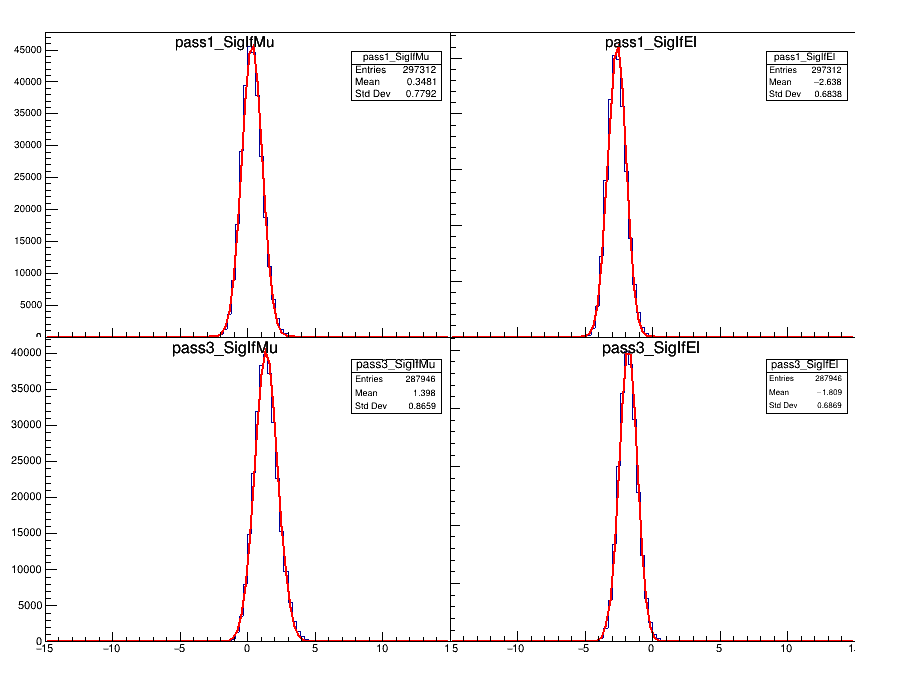 pass1_SigIfMu
pass1_SigIfMu
Entries 297312
Mean 0.3481
Std Dev 0.7792
45000
40000
35000
30000
25000
20000
15000
10000
5000
pass1_SigIfEl
pass1_SigIfEl
Entries 297312
Mean −2.638
Std Dev 0.6838
pass3_SigIfMu
pass3_SigIfMu
Entries 287946
Mean 1.398
Std Dev 0.8659
40000
35000
30000
25000
20000
15000
10000
5000
0
−15 −10 −5 0 5 10
pass3_SigIfEl
pass3_SigIfEl
Entries 287946
Mean −1.809
Std Dev 0.6869
−10 −5 0 5 10